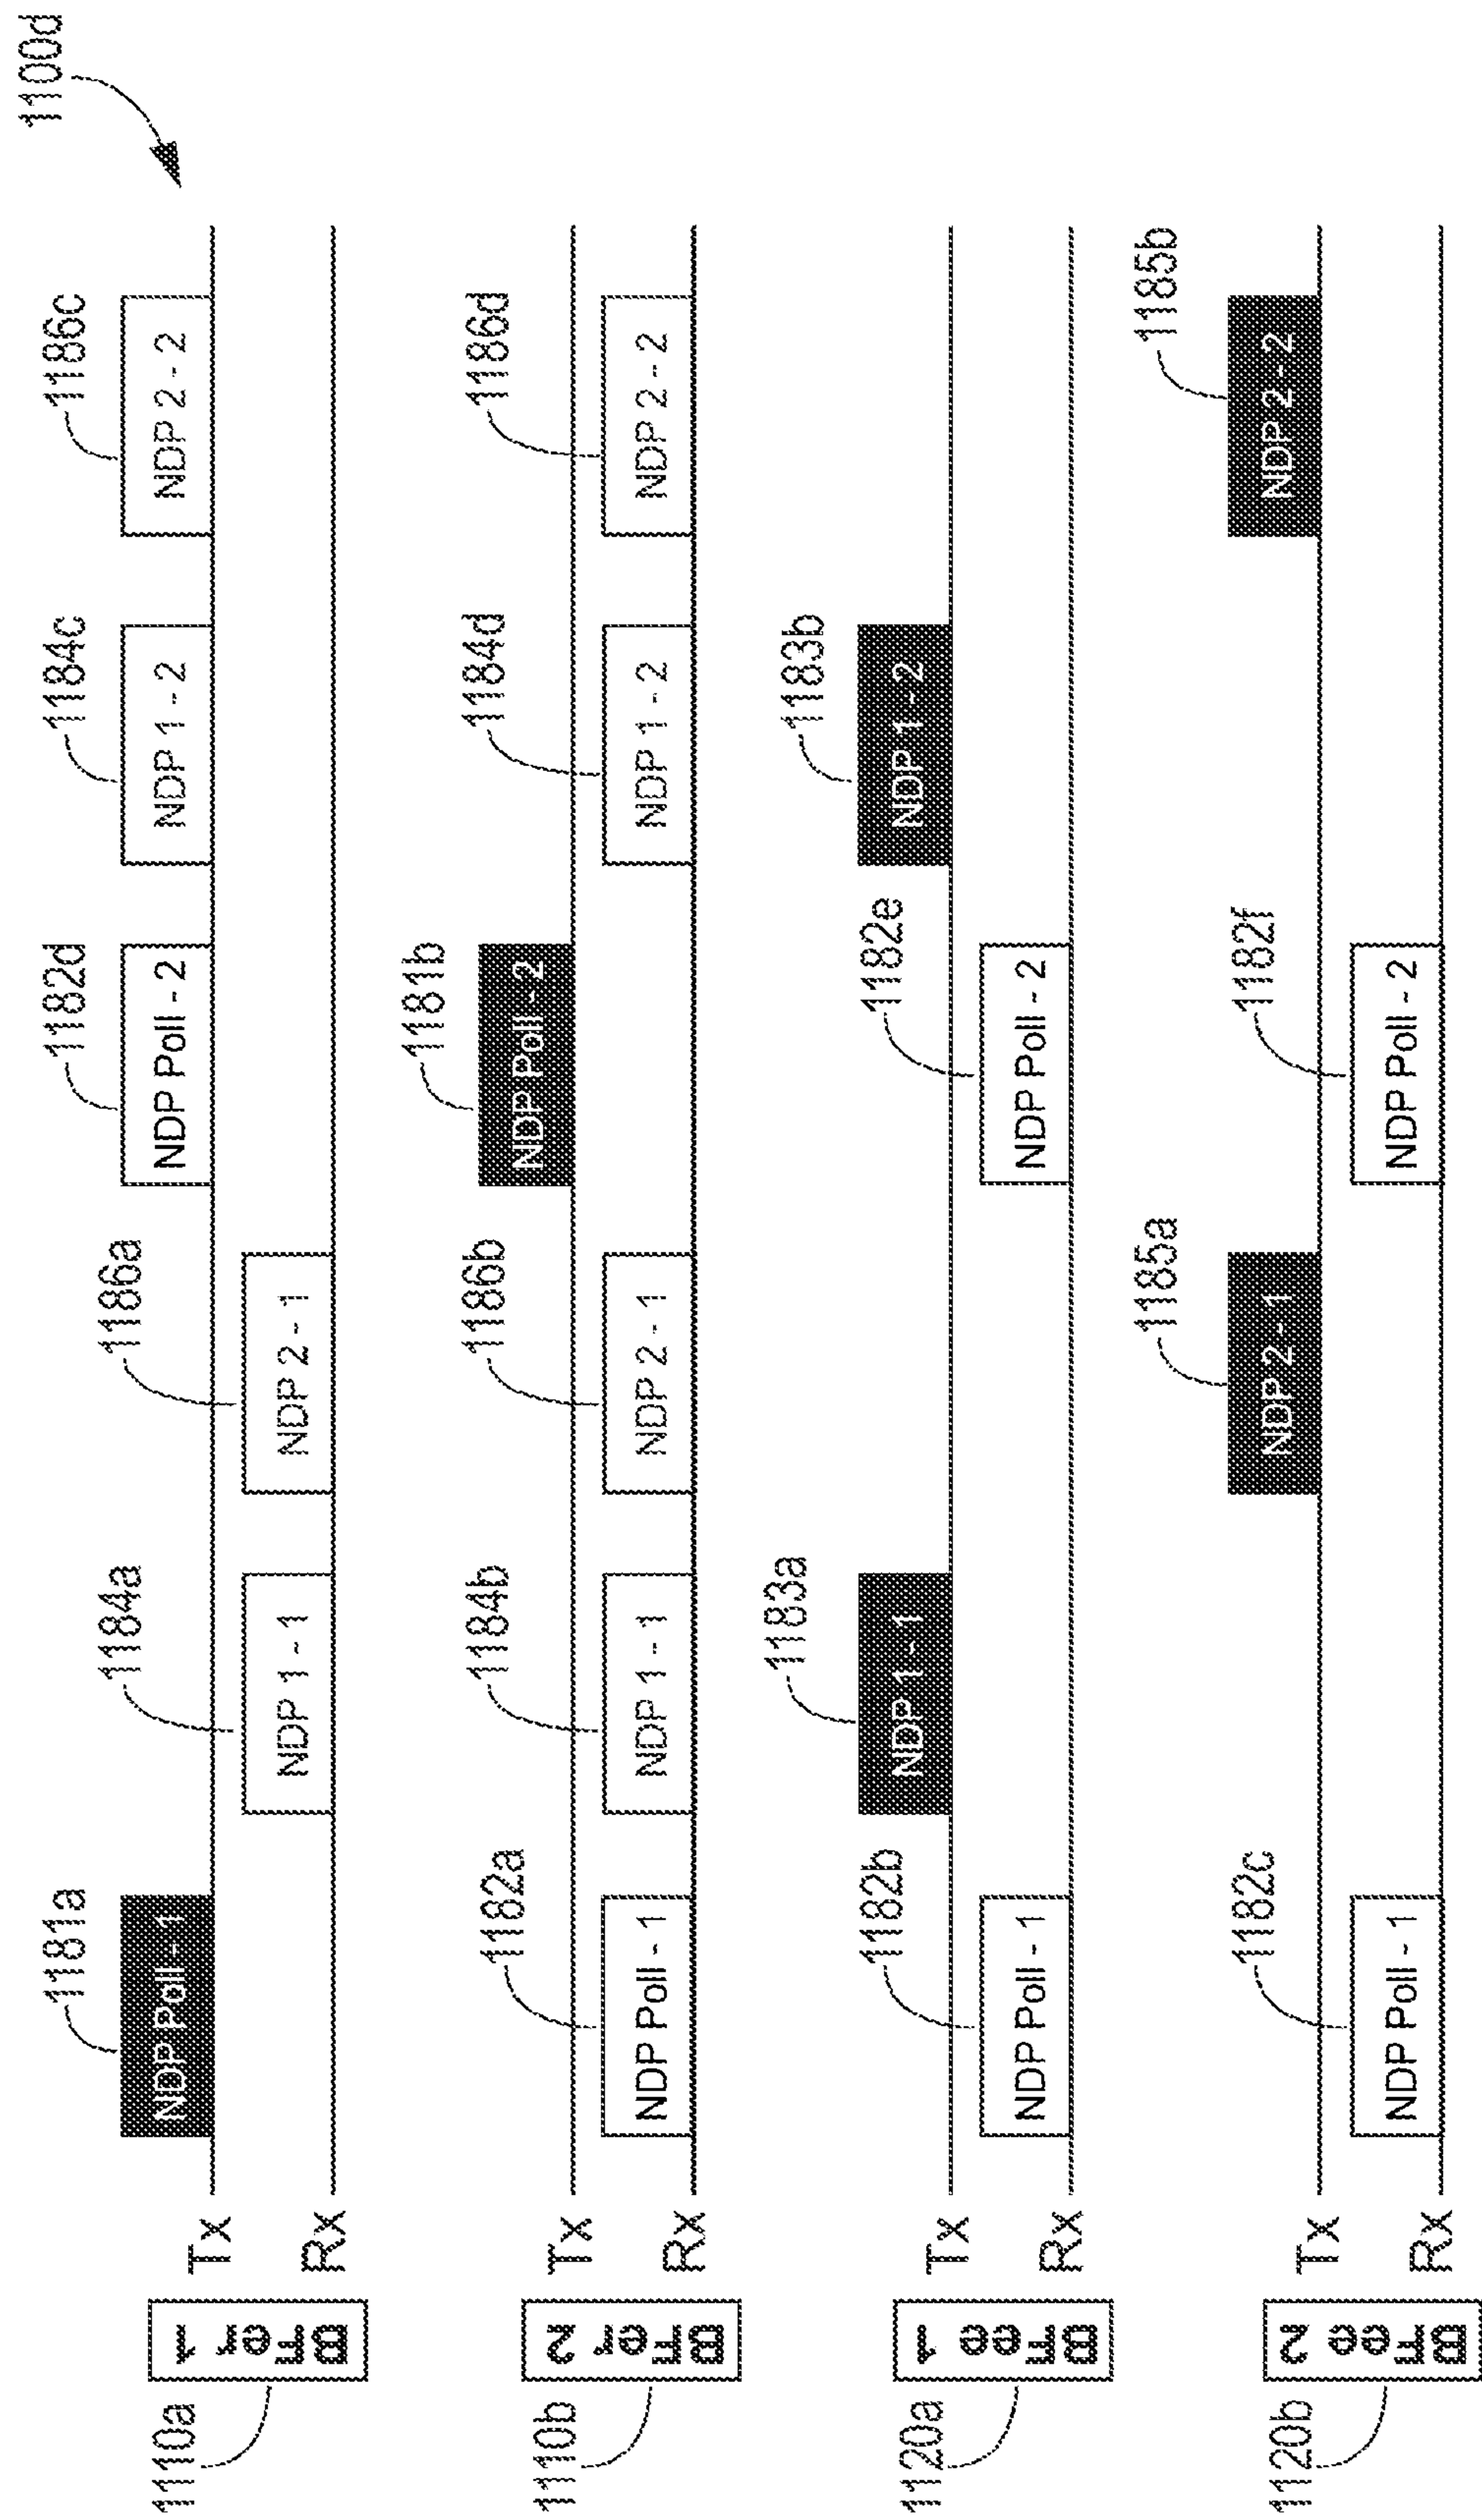 1100d
1110a
BFer 1
Tx
Rx
1181a
NDP Poll - 1
1184a
NDP 1 - 1
1186a
NDP 2 - 1
1182d
NDP Poll - 2
1184c
NDP 1 - 2
1186c
NDP 2 - 2
1110b
BFer 2
Tx
Rx
1182a
NDP Poll - 1
1184b
NDP 1 - 1
1186b
NDP 2 - 1
1181b
NDP Poll - 2
1184d
NDP 1 - 2
1186d
NDP 2 - 2
1120a
BFee 1
Tx
Rx
1182b
NDP Poll - 1
1183a
NDP 1 - 1
1182e
NDP Poll - 2
1183b
NDP 1 - 2
1120b
BFee 2
Tx
Rx
1182c
NDP Poll - 1
1185a
NDP 2 - 1
1182f
NDP Poll - 2
1185b
NDP 2 - 2